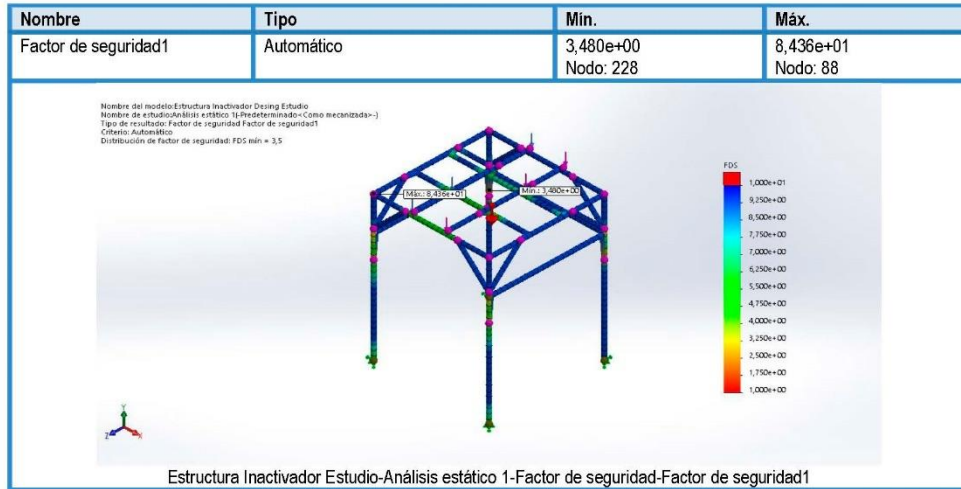 Nombre Tipo Mín. Máx.
Factor de seguridad1 Automático 3,480e+00 8,436e+01
Nodo: 228 Nodo: 88
Nombre del modelo:Estructura Inactivador Desing Estudio
Nombre de estudio:Análisis estático 1(-Predeterminado<Como mecanizada>-)
Tipo de resultado: Factor de seguridad Factor de seguridad1
Criterio: Automático
Distribución de factor de seguridad: FDS mín = 3,5
Máx.: 8,436e+01
Mín.: 3,480e+00
FDS
1,000e+01
9,250e+00
8,500e+00
7,750e+00
7,000e+00
6,250e+00
5,500e+00
4,750e+00
4,000e+00
3,250e+00
2,500e+00
1,750e+00
1,000e+00
Y
Z X
Estructura Inactivador Estudio-Análisis estático 1-Factor de seguridad-Factor de seguridad1